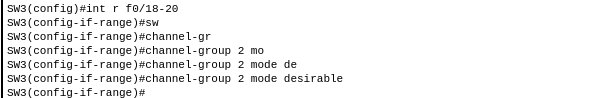 SW3(config)#int r f0/18-20
SW3(config-if-range)#sw
SW3(config-if-range)#channel-gr
SW3(config-if-range)#channel-group 2 mo
SW3(config-if-range)#channel-group 2 mode de
SW3(config-if-range)#channel-group 2 mode desirable
SW3(config-if-range)#